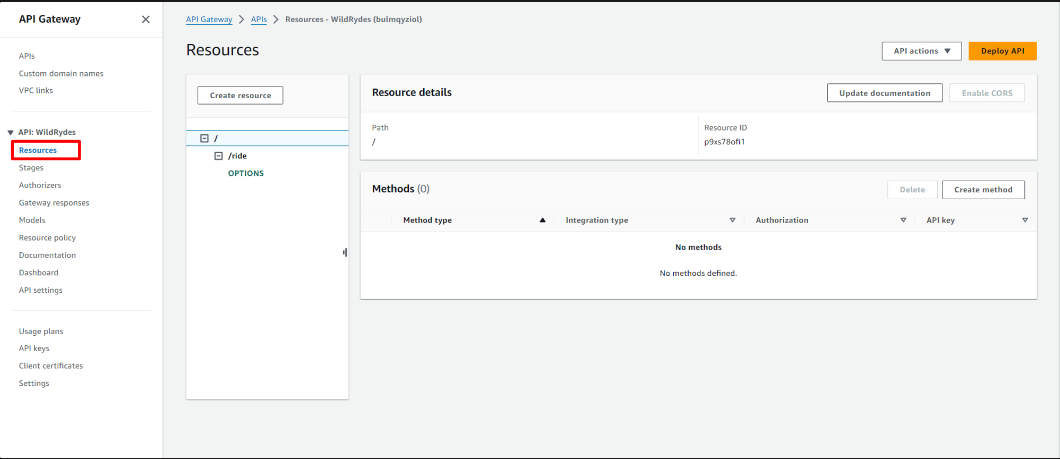 API Gateway
APIs
Custom domain names
VPC links
API: WildRydes
Resources
Stages
Authorizers
Gateway responses
Models
Resource policy
Documentation
Dashboard
API settings
Usage plans
API keys
Client certificates
Settings
API Gateway > APIs > Resources - WildRydes (bulmqyziol)
Resources
API actions
Deploy API
Create resource
/
/ride
OPTIONS
Resource details
Update documentation
Enable CORS
Path
/
Resource ID
p9xs78ofi1
Methods (0)
Delete
Create method
Method type Integration type Authorization API key
No methods
No methods defined.